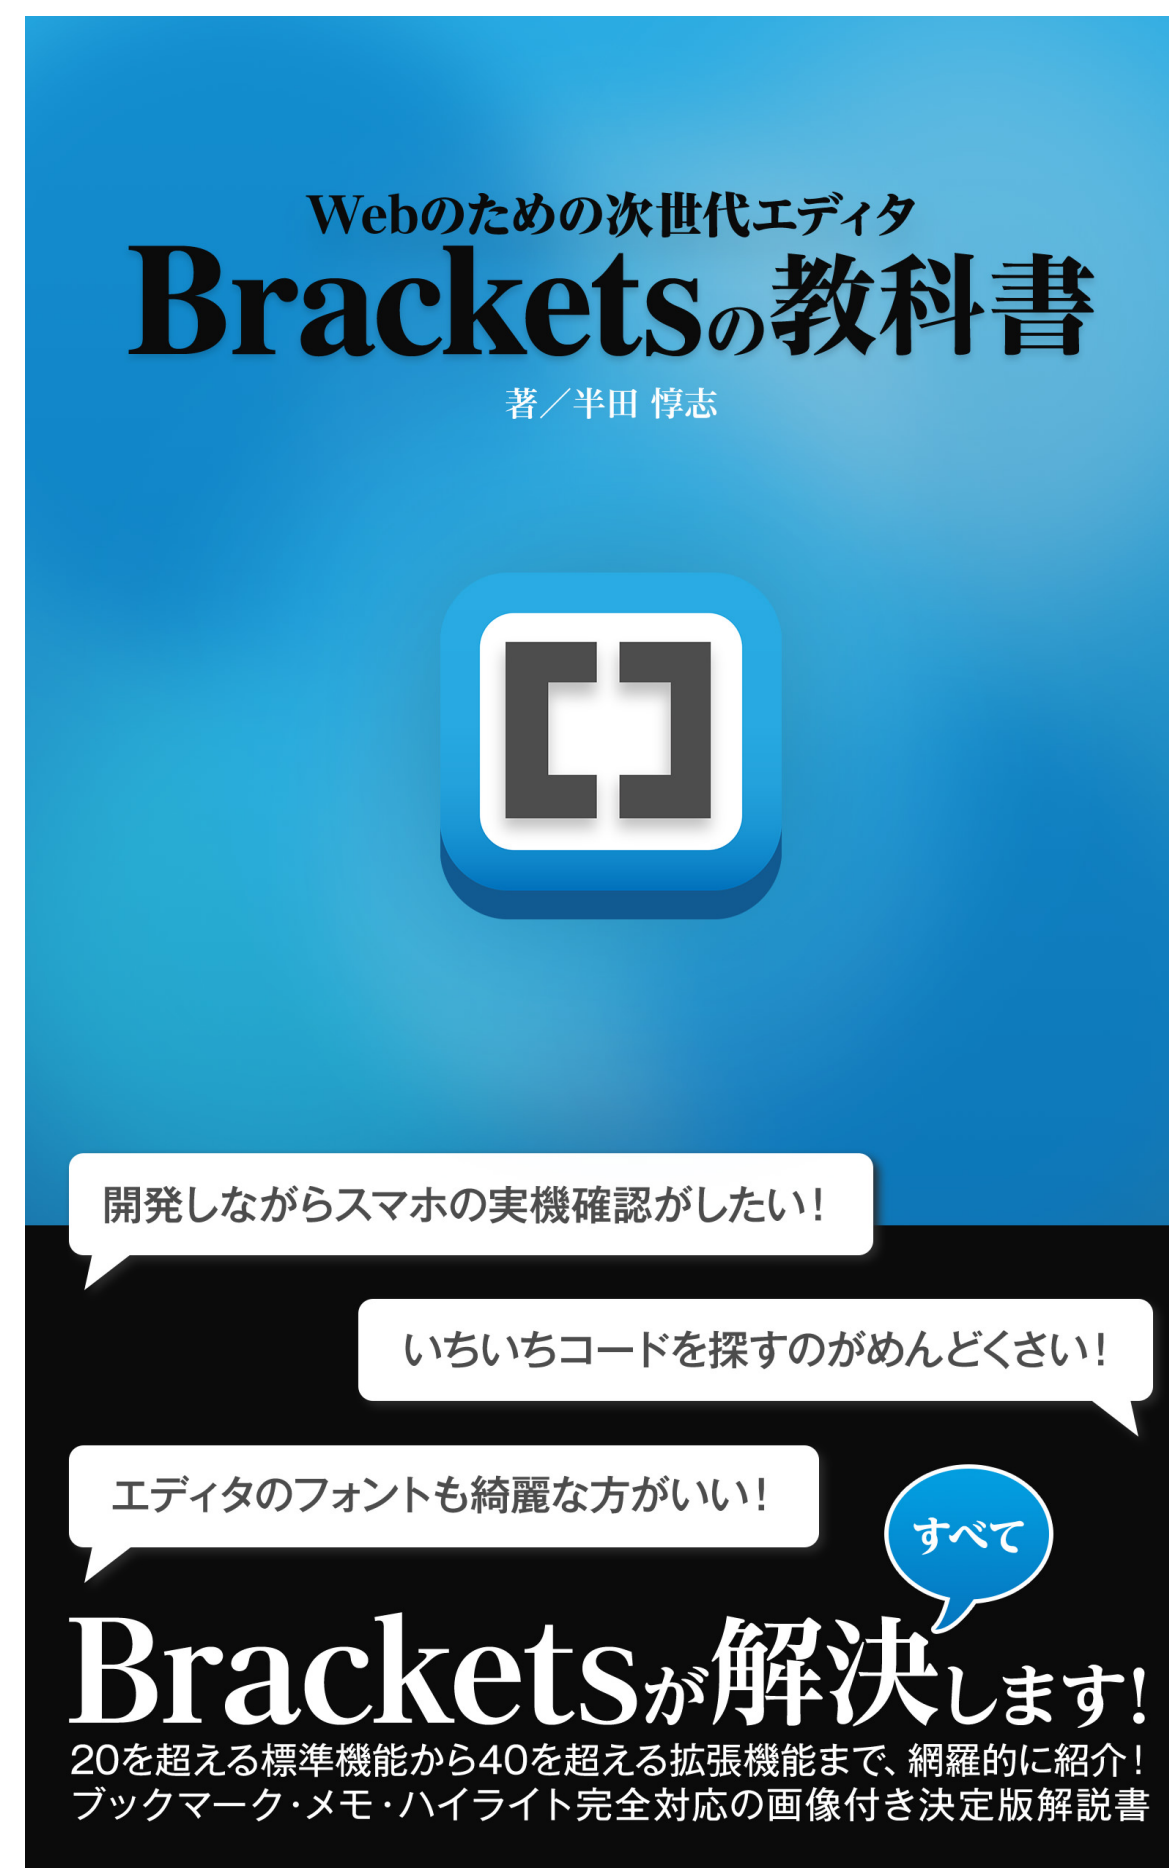 Webのための次世代エディタ
Bracketsの教科書
著／半田 惇志
開発しながらスマホの実機確認がしたい！
いちいちコードを探すのがめんどくさい！
エディタのフォントも綺麗な方がいい！
すべて
Bracketsが解決します！
20を超える標準機能から40を超える拡張機能まで、網羅的に紹介！
ブックマーク・メモ・ハイライト完全対応の画像付き決定版解説書